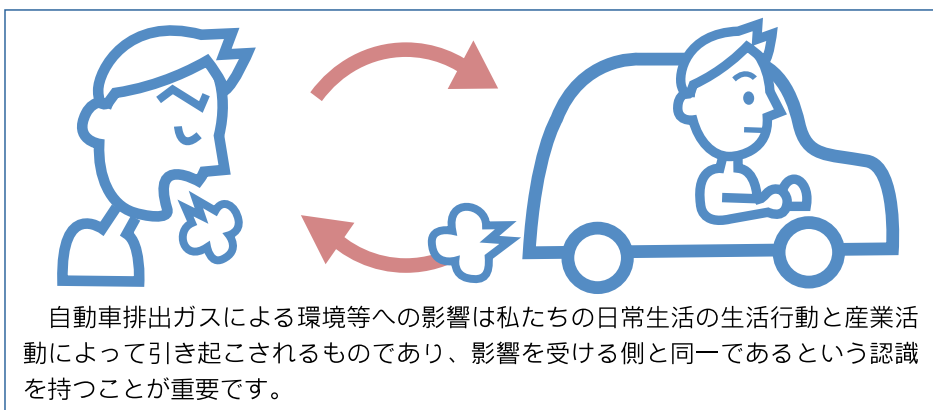 自動車排出ガスによる環境等への影響は私たちの日常生活の生活行動と産業活
動によって引き起こされるものであり、影響を受ける側と同一であるという認識
を持つことが重要です。